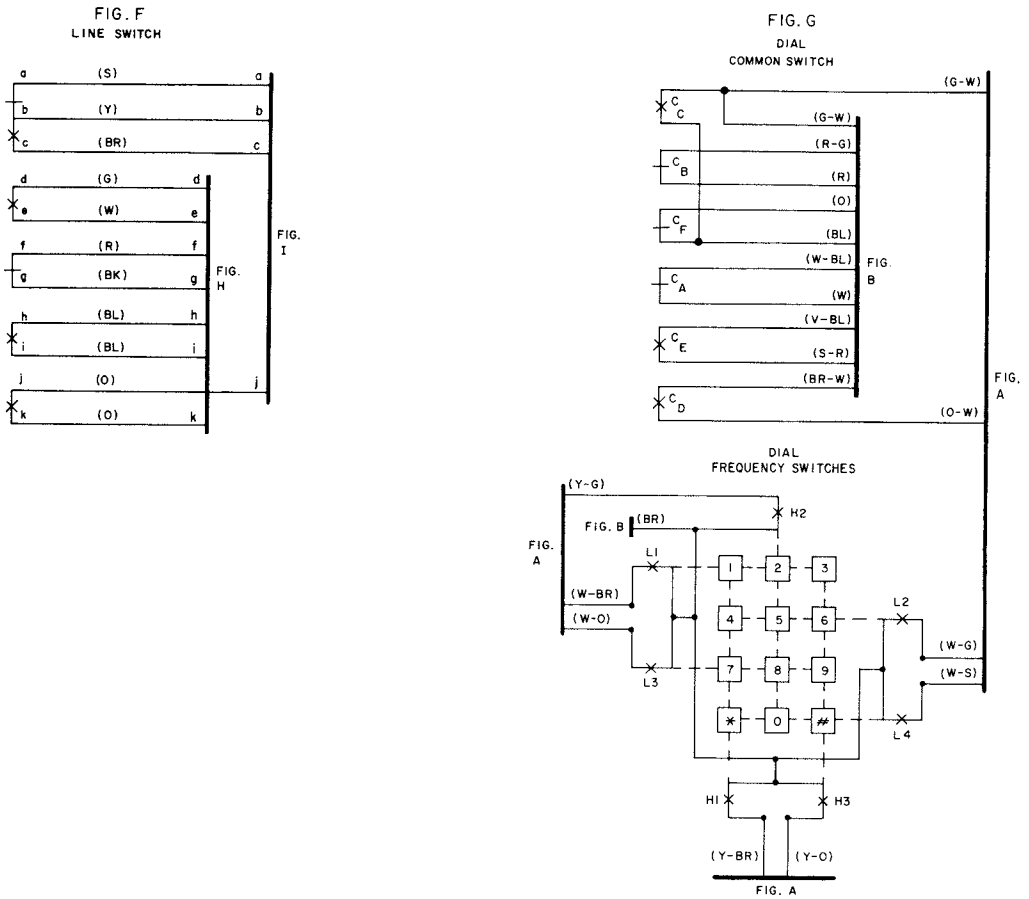 FIG. F
LINE SWITCH
a (S) a
b (Y) b
c (BR) c
d (G) d
e (W) e
f (R) f
g (BK) g
h (BL) h
i (BL) i
j (O) j
k (O) k
FIG.
H
FIG.
I
FIG. G
DIAL
COMMON SWITCH
(G-W)
C C
(G-W)
(R-G)
C B
(R)
(O)
C F
(BL)
(W-BL)
C A
(W)
(V-BL)
C E
(S-R)
(BR-W)
C D
(O-W)
FIG.
B
FIG.
A
DIAL
FREQUENCY SWITCHES
(Y-G)
H2
FIG. B (BR)
FIG.
A
L1
1 2 3
(W-BR)
(W-O)
4 5 6
L2
(W-G)
(W-S)
7 8 9
L3
* 0 #
L4
H1 H3
(Y-BR) (Y-O)
FIG. A